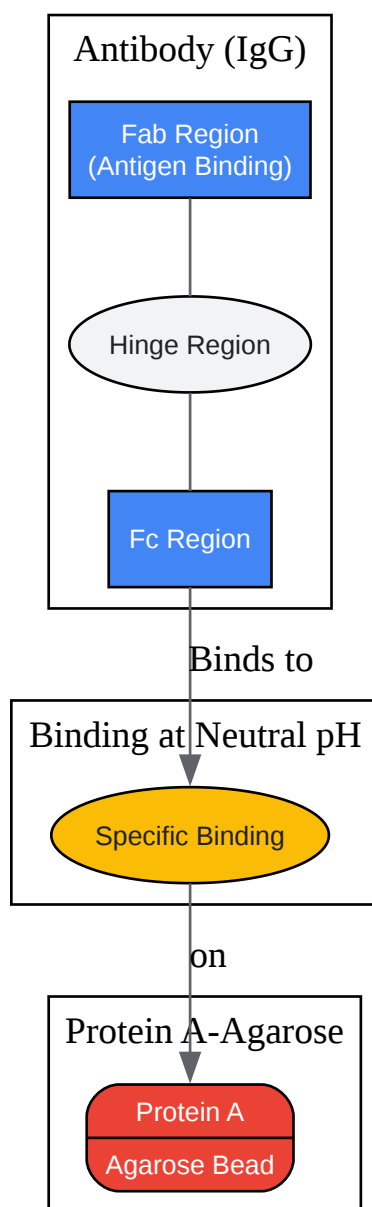 Antibody (IgG)
Fab Region
(Antigen Binding)
Hinge Region
Fc Region
Binds to
Binding at Neutral pH
Specific Binding
on
Protein A-Agarose
Protein A
Agarose Bead